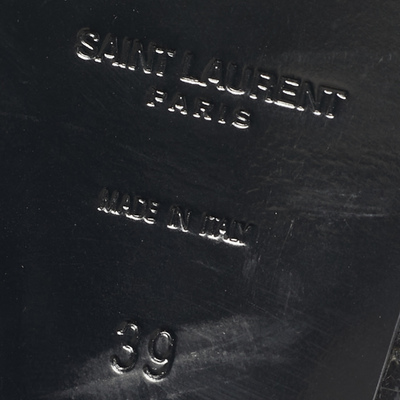 SAINT LAURENT
PARIS
MADE IN ITALY
39